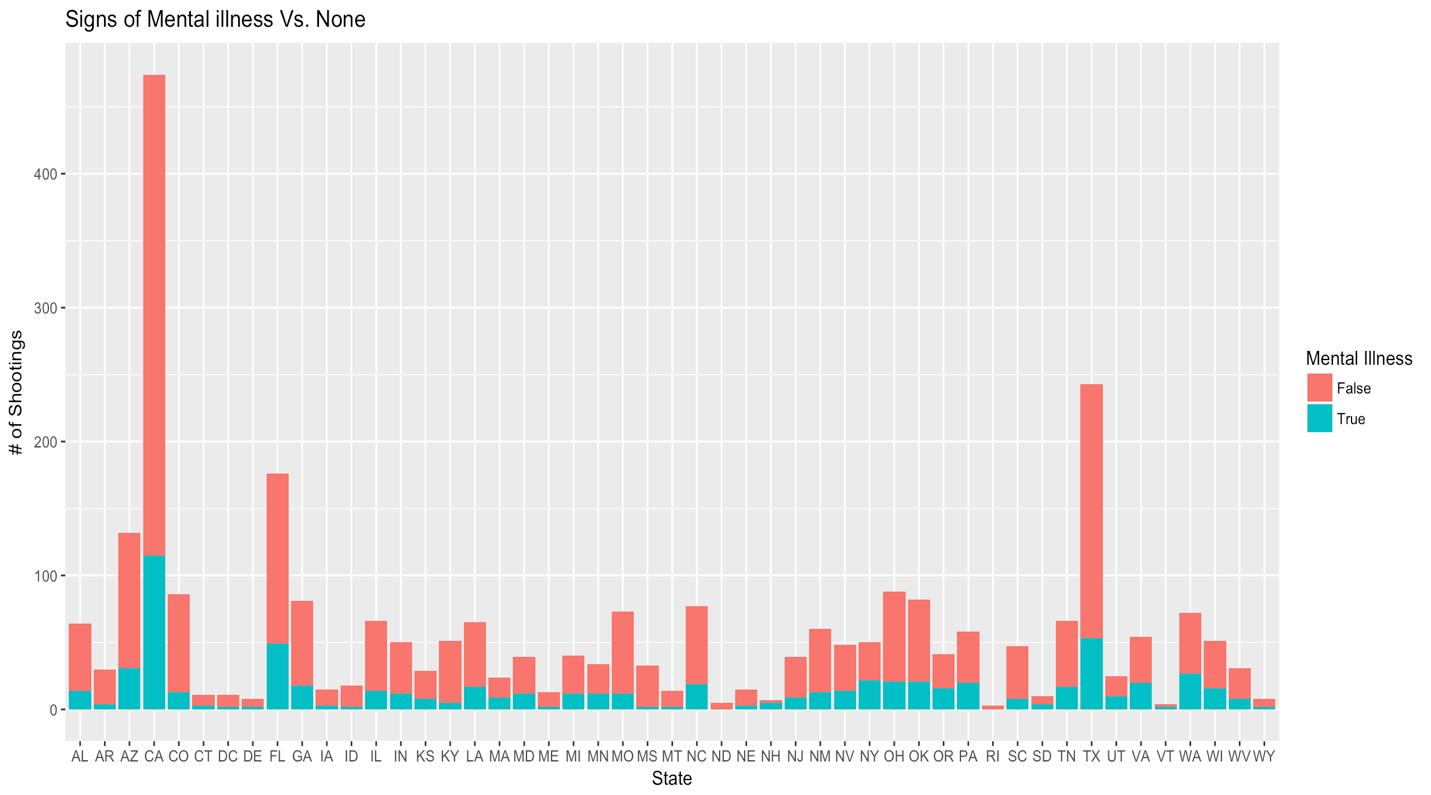 Signs of Mental illness Vs. None
# of Shootings
400
300
200
100
0
AL AR AZ CA CO CT DC DE FL GA IA ID IL IN KS KY LA MA MD ME MI MN MO MS MT NC ND NE NH NJ NM NV NY OH OK OR PA RI SC SD TN TX UT VA VT WA WI WV WY
State
Mental Illness
False
True